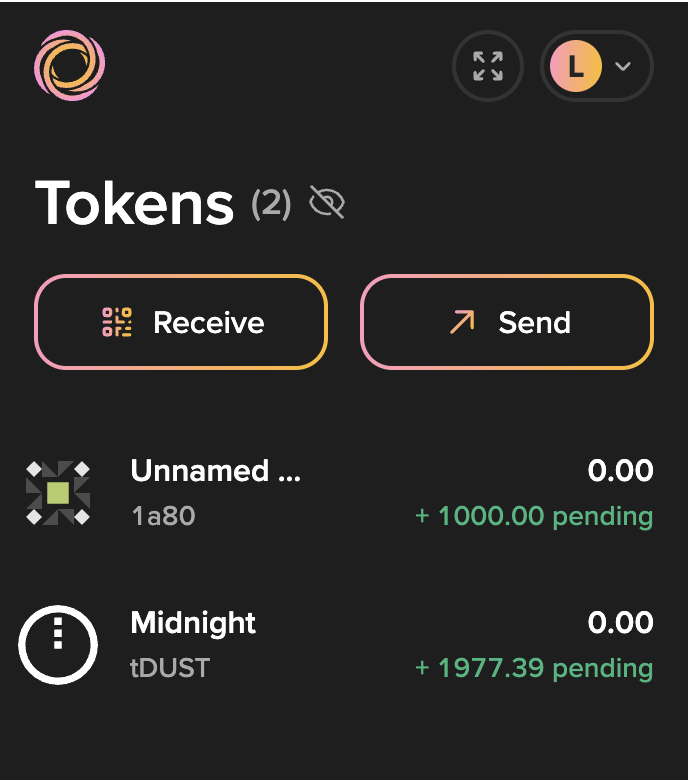 L
Tokens (2)
Receive
Send
Unnamed ...
0.00
1a80
+ 1000.00 pending
Midnight
0.00
tDUST
+ 1977.39 pending